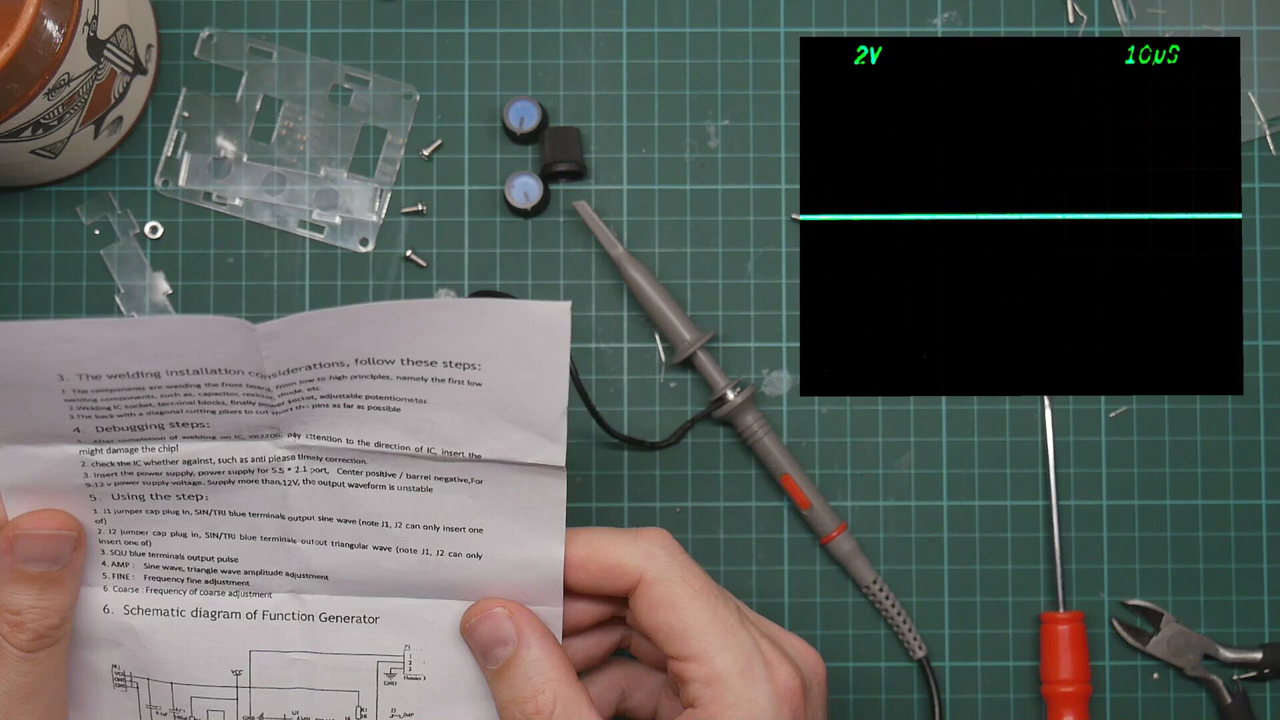 2V 10µS
3. The welding installation considerations, follow these steps:
1. The components are welding the front board, from low to high principles, namely the first low
welding components, such as, capacitor, resistor, diode, etc.
2.Welding IC socket, terminal blocks, finally power socket, adjustable potentiometer.
3.The back with a diagonal cutting pliers to cut short the pins as far as possible
4. Debugging steps:
1. After completion of welding on IC, XR2206, pay attention to the direction of IC, insert the
might damage the chip!
2. check the IC whether against, such as anti please timely correction.
3. Insert the power supply, power supply for 5.5 * 2.1 port, Center positive / barrel negative,For
9-12 v power supply voltage. Supply more than,12V, the output waveform is unstable
5. Using the step:
1. J1 jumper cap plug in, SIN/TRI blue terminals output sine wave (note J1, J2 can only insert one
of)
2. J2 jumper cap plug in, SIN/TRI blue terminals output triangular wave (note J1, J2 can only
insert one of)
3. SQU blue terminals output pulse
4. AMP : Sine wave, triangle wave amplitude adjustment
5. FINE : Frequency fine adjustment
6. Coarse : Frequency of coarse adjustment
6. Schematic diagram of Function Generator
VCC
1
2
3
GND
Header 3